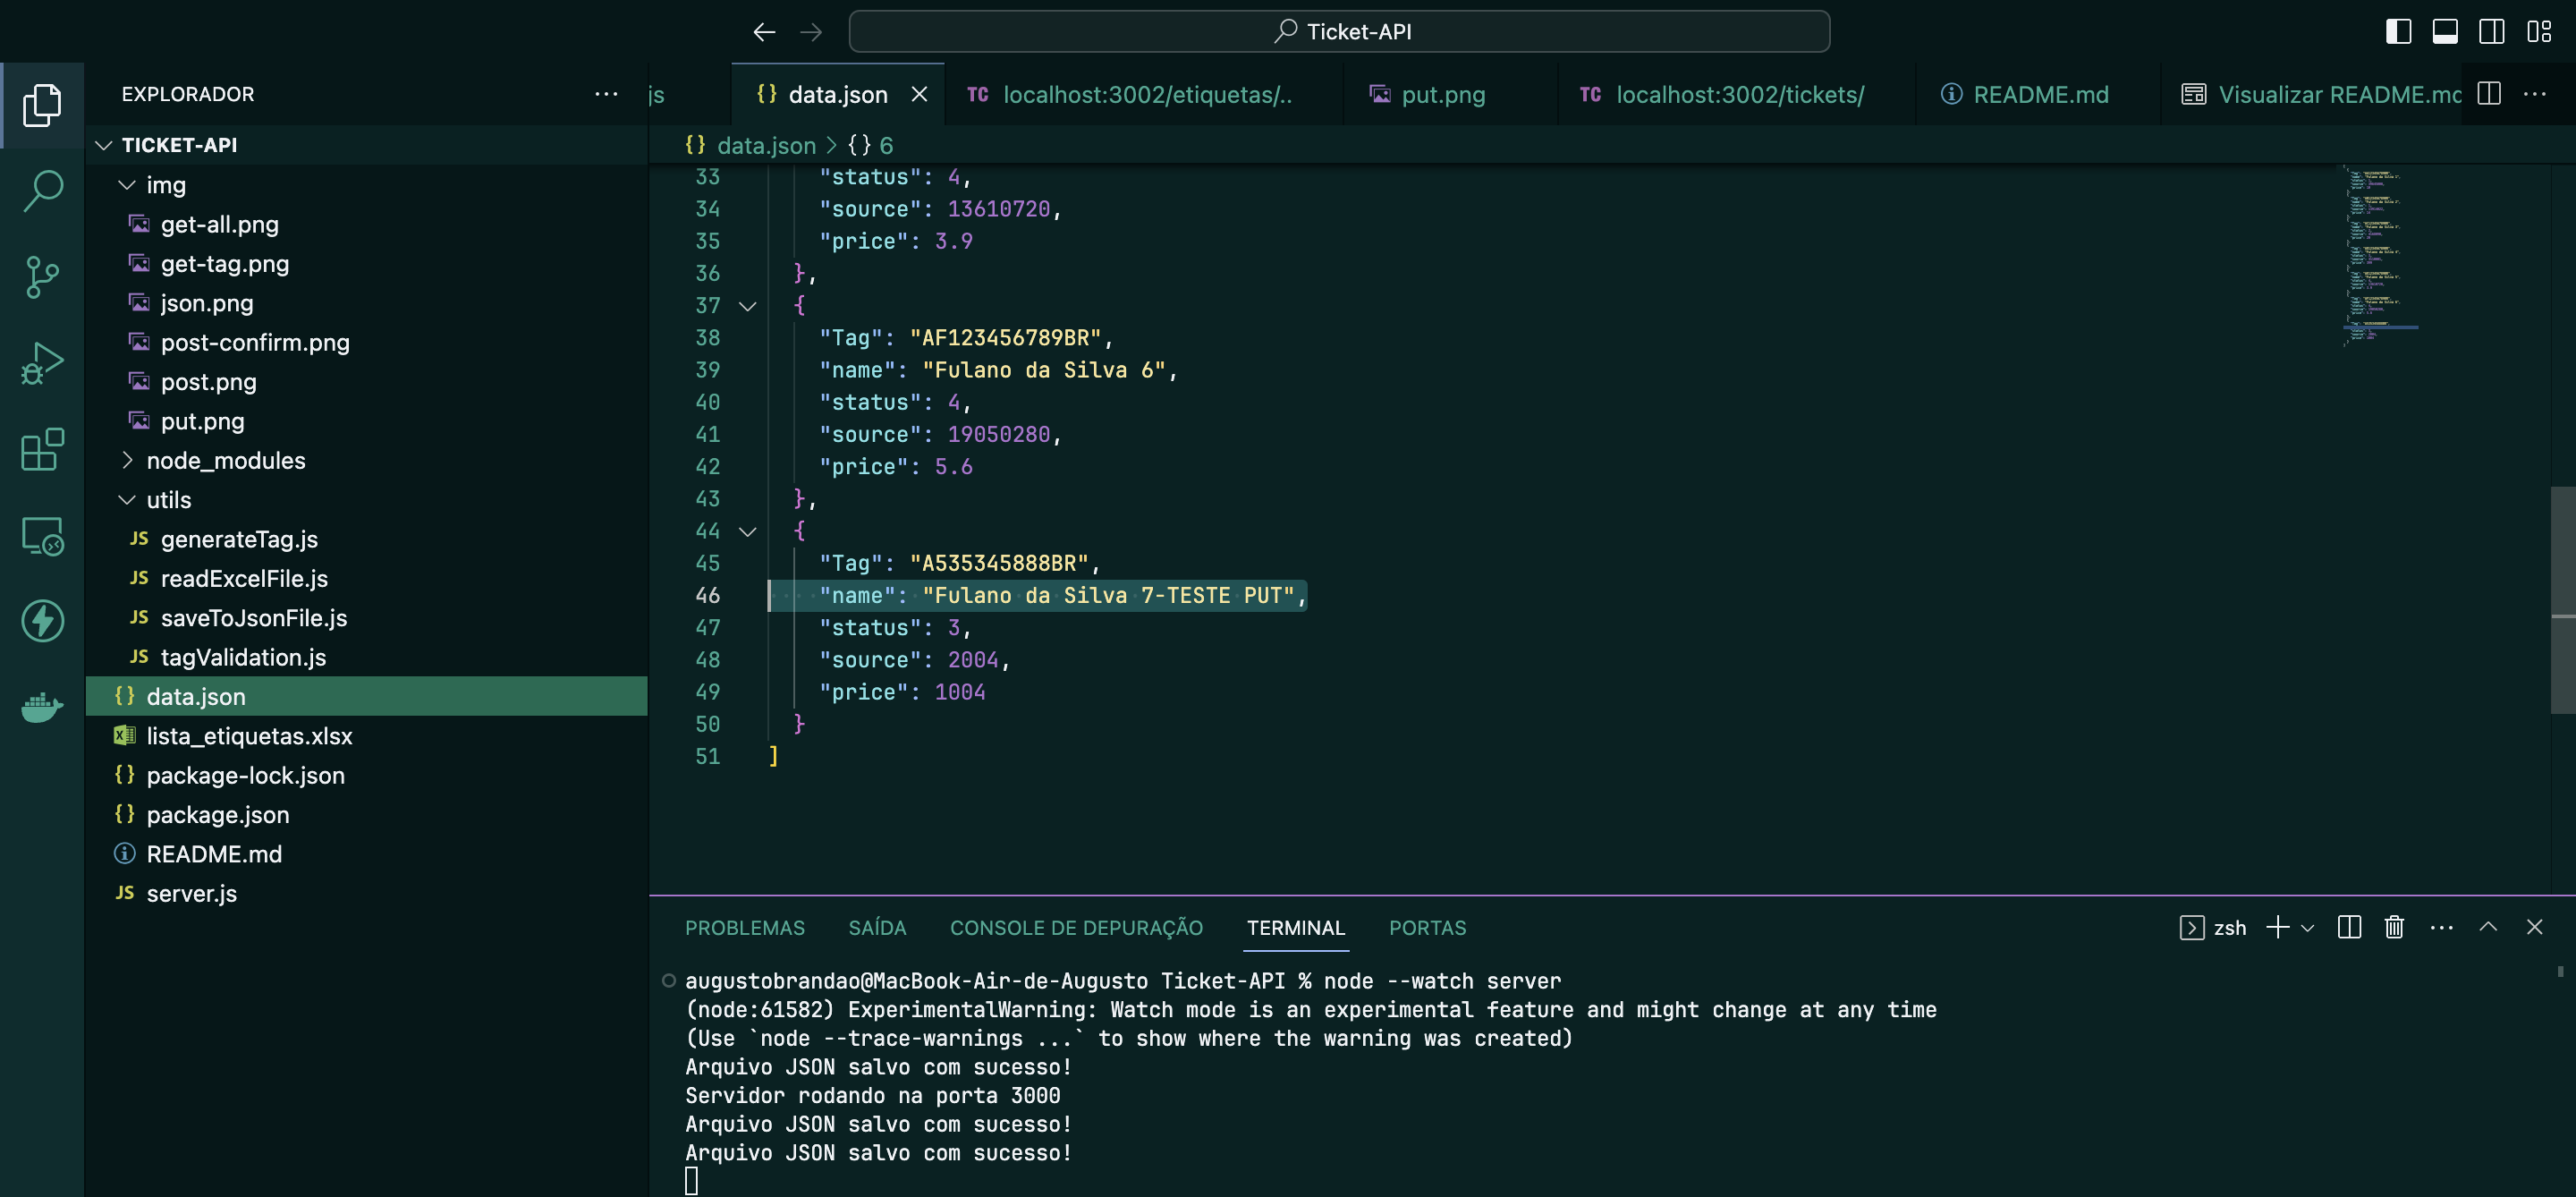 Ticket-API
EXPLORADOR
js
data.json
TC localhost:3002/etiquetas/..
put.png
TC localhost:3002/tickets/
README.md
Visualizar README.md
TICKET-API
img
get-all.png
get-tag.png
json.png
post-confirm.png
post.png
put.png
node_modules
utils
JS generateTag.js
JS readExcelFile.js
JS saveToJsonFile.js
JS tagValidation.js
{} data.json
lista_etiquetas.xlsx
{} package-lock.json
{} package.json
README.md
JS server.js
{} data.json > {} 6
33 "status": 4,
34 "source": 13610720,
35 "price": 3.9
36 },
37 {
38 "Tag": "AF123456789BR",
39 "name": "Fulano da Silva 6",
40 "status": 4,
41 "source": 19050280,
42 "price": 5.6
43 },
44 {
45 "Tag": "A535345888BR",
46 "name": "Fulano da Silva 7-TESTE PUT",
47 "status": 3,
48 "source": 2004,
49 "price": 1004
50 }
51 ]
PROBLEMAS SAÍDA CONSOLE DE DEPURAÇÃO TERMINAL PORTAS
zsh
augustobrandao@MacBook-Air-de-Augusto Ticket-API % node --watch server
(node:61582) ExperimentalWarning: Watch mode is an experimental feature and might change at any time
(Use `node --trace-warnings ...` to show where the warning was created)
Arquivo JSON salvo com sucesso!
Servidor rodando na porta 3000
Arquivo JSON salvo com sucesso!
Arquivo JSON salvo com sucesso!